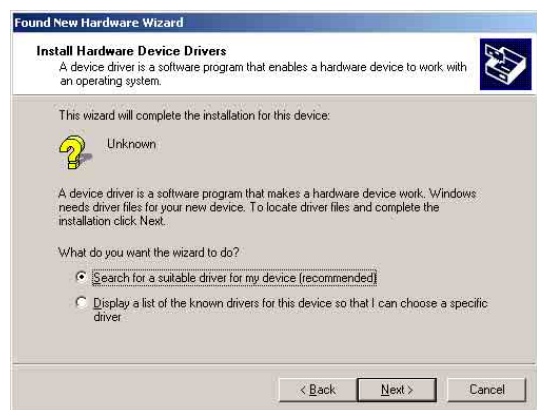 Found New Hardware Wizard
Install Hardware Device Drivers
A device driver is a software program that enables a hardware device to work with
an operating system.
This wizard will complete the installation for this device:
Unknown
A device driver is a software program that makes a hardware device work. Windows
needs driver files for your new device. To locate driver files and complete the
installation click Next.
What do you want the wizard to do?
Search for a suitable driver for my device (recommended)
Display a list of the known drivers for this device so that I can choose a specific
driver
< Back Next > Cancel